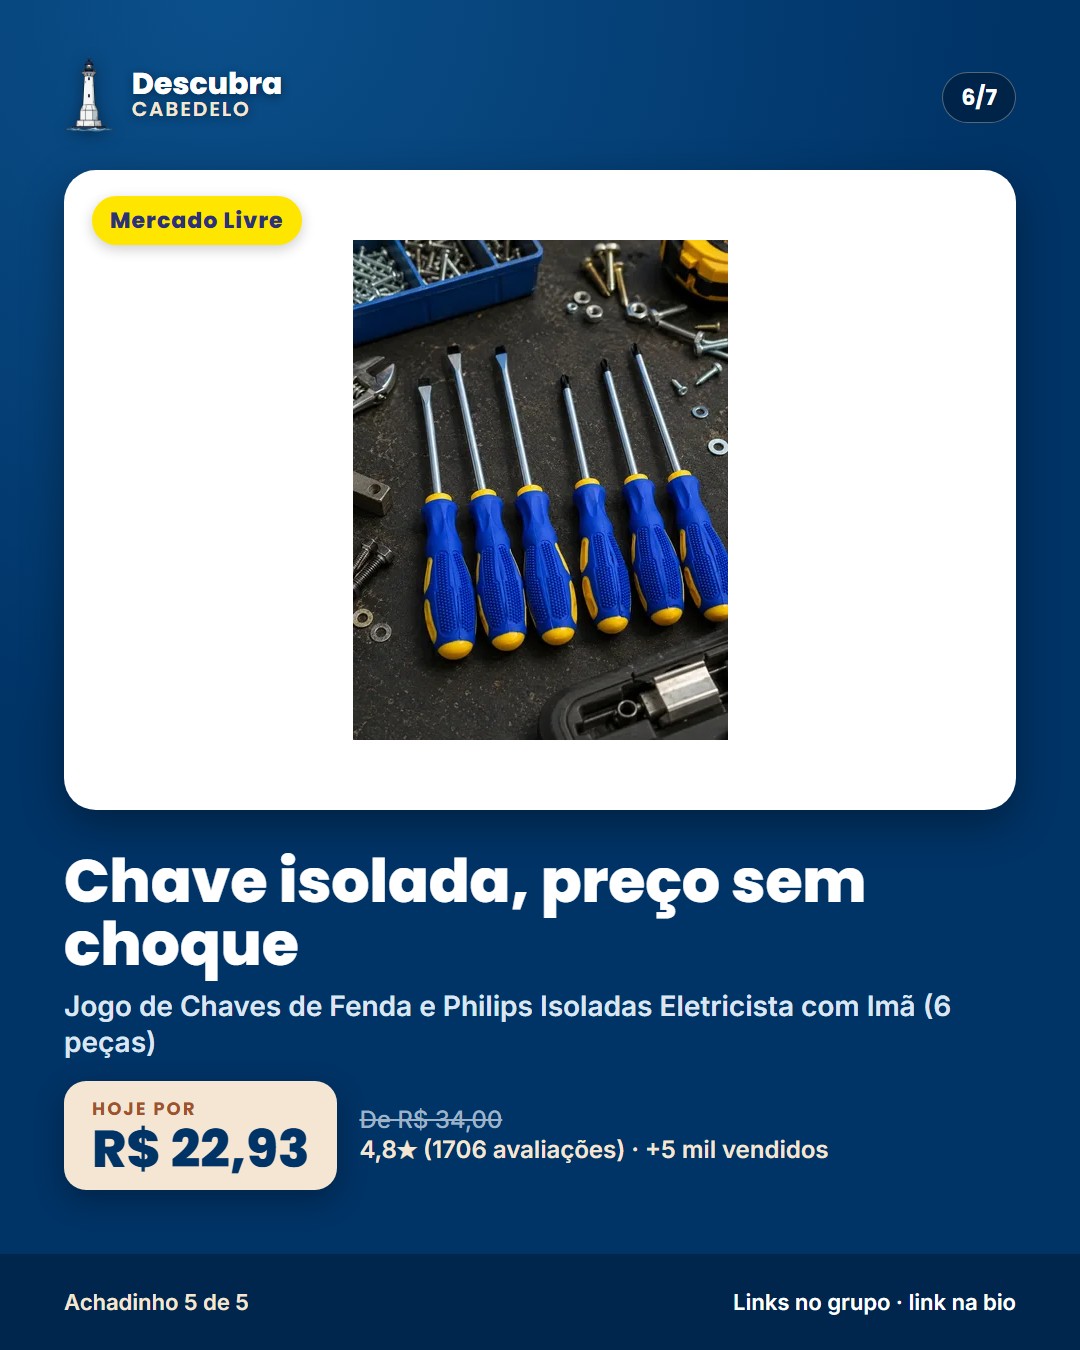 Descubra
CABEDELO
6/7
Mercado Livre
Chave isolada, preço sem
choque
Jogo de Chaves de Fenda e Philips Isoladas Eletricista com Imã (6
peças)
HOJE POR
R$ 22,93
De R$ 34,00
4,8★ (1706 avaliações) · +5 mil vendidos
Achadinho 5 de 5
Links no grupo · link na bio